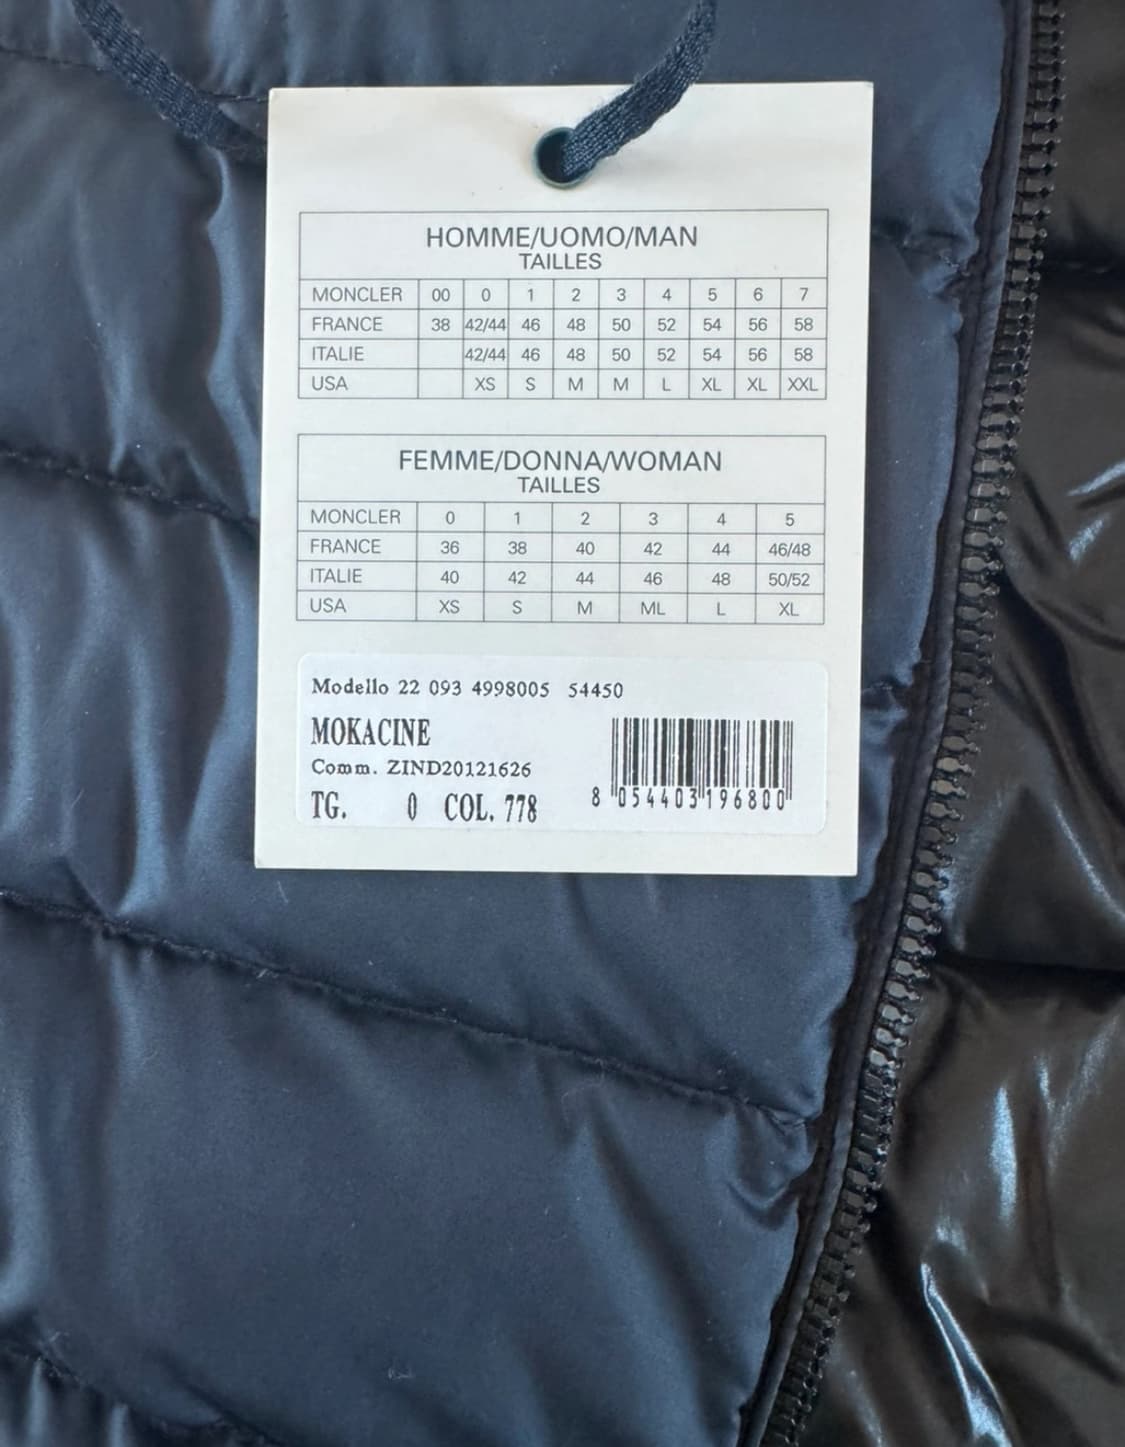 HOMME/UOMO/MAN
TAILLES
MONCLER 00 0 1 2 3 4 5 6 7
FRANCE 38 42/44 46 48 50 52 54 56 58
ITALIE 42/44 46 48 50 52 54 56 58
USA XS S M M L XL XL XXL
FEMME/DONNA/WOMAN
TAILLES
MONCLER 0 1 2 3 4 5
FRANCE 36 38 40 42 44 46/48
ITALIE 40 42 44 46 48 50/52
USA XS S M ML L XL
Modello 22 093 4998005 54450
MOKACINE
Comm. ZIND20121626
TG. 0 COL. 778
8 054403 196800